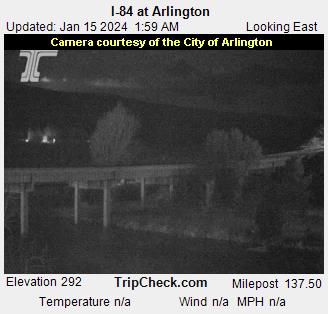 I-84 at Arlington
Updated: Jan 15 2024 1:59 AM Looking East
Camera courtesy of the City of Arlington
Elevation 292 TripCheck.com Milepost 137.50
Temperature n/a Wind n/a MPH n/a